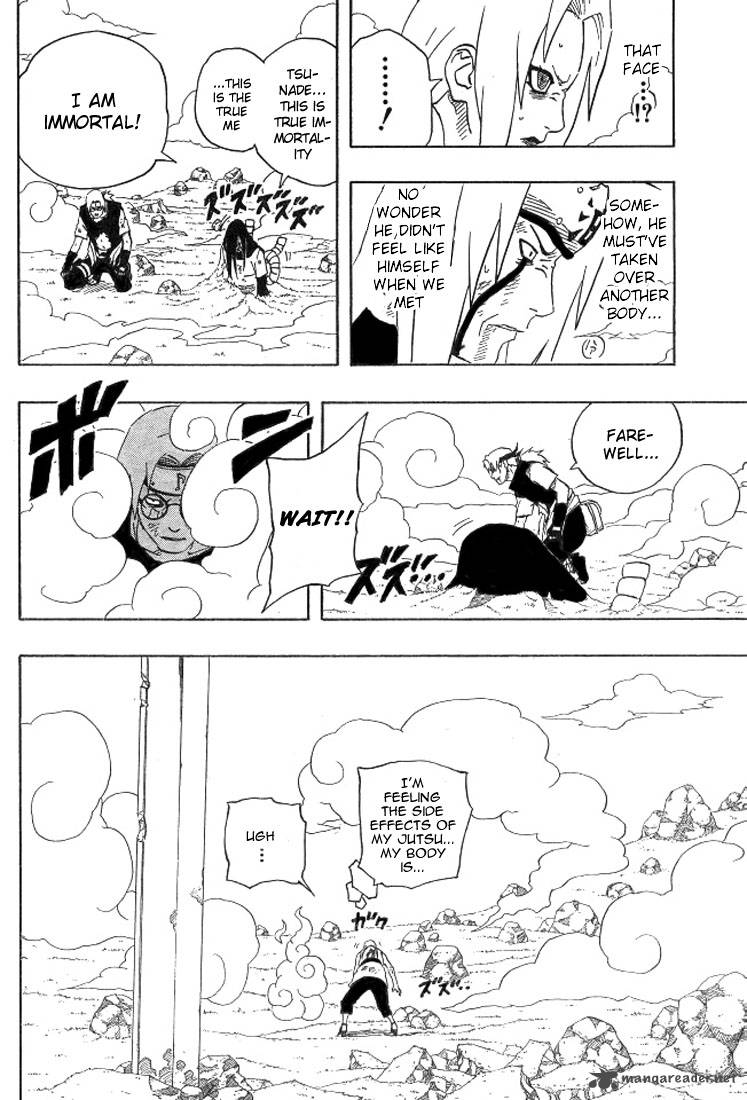 THAT
FACE
......!?
......!
SOME-
HOW, HE
MUST'VE
TAKEN
OVER
ANOTHER
BODY...
!?
NO
WONDER
HE,DIDN'T
FEEL LIKE
HIMSELF
WHEN WE
MET
TSU-
NADE...
THIS IS
TRUE IM-
MORTAL-
ITY
...THIS
IS THE
TRUE
ME
I AM
IMMORTAL!
ズズズズズ
FARE-
WELL...
ズズ...
WAIT!!
ボン
I'M
FEELING
THE SIDE
EFFECTS OF
MY JUTSU...
MY BODY
IS...
UGH
...
ガク
ズズ..
mangareader.net